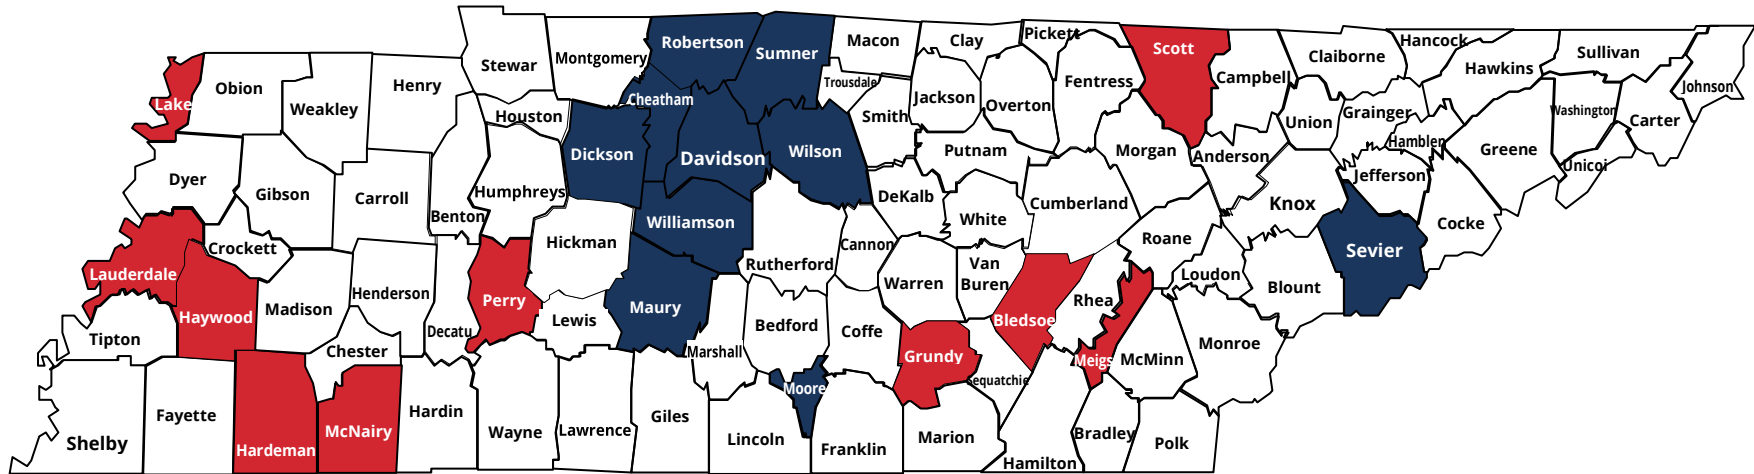 Lake
Obion
Weakley
Henry
Stewar
Montgomery
Robertson
Sumner
Macon
Clay
Pickett
Fentress
Scott
Campbell
Claiborne
Hancock
Hawkins
Sullivan
Johnson
Trousdale
Cheatham
Houston
Smith
Jackson
Overton
Union
Grainger
Hamblen
Washington
Carter
Greene
Unicoi
Dyer
Gibson
Carroll
Benton
Humphreys
Dickson
Davidson
Wilson
Putnam
Morgan
Anderson
Jefferson
Cocke
Crockett
Hickman
Williamson
DeKalb
White
Cumberland
Knox
Sevier
Lauderdale
Haywood
Madison
Henderson
Perry
Lewis
Maury
Rutherford
Cannon
Warren
Van
Buren
Bledsoe
Rhea
Roane
Loudon
Blount
Tipton
Chester
Decatu
Marshall
Bedford
Coffe
Grundy
Sequatchie
Meigs
McMinn
Monroe
Moore
Shelby
Fayette
Hardeman
McNairy
Hardin
Wayne
Lawrence
Giles
Lincoln
Franklin
Marion
Hamilton
Bradley
Polk